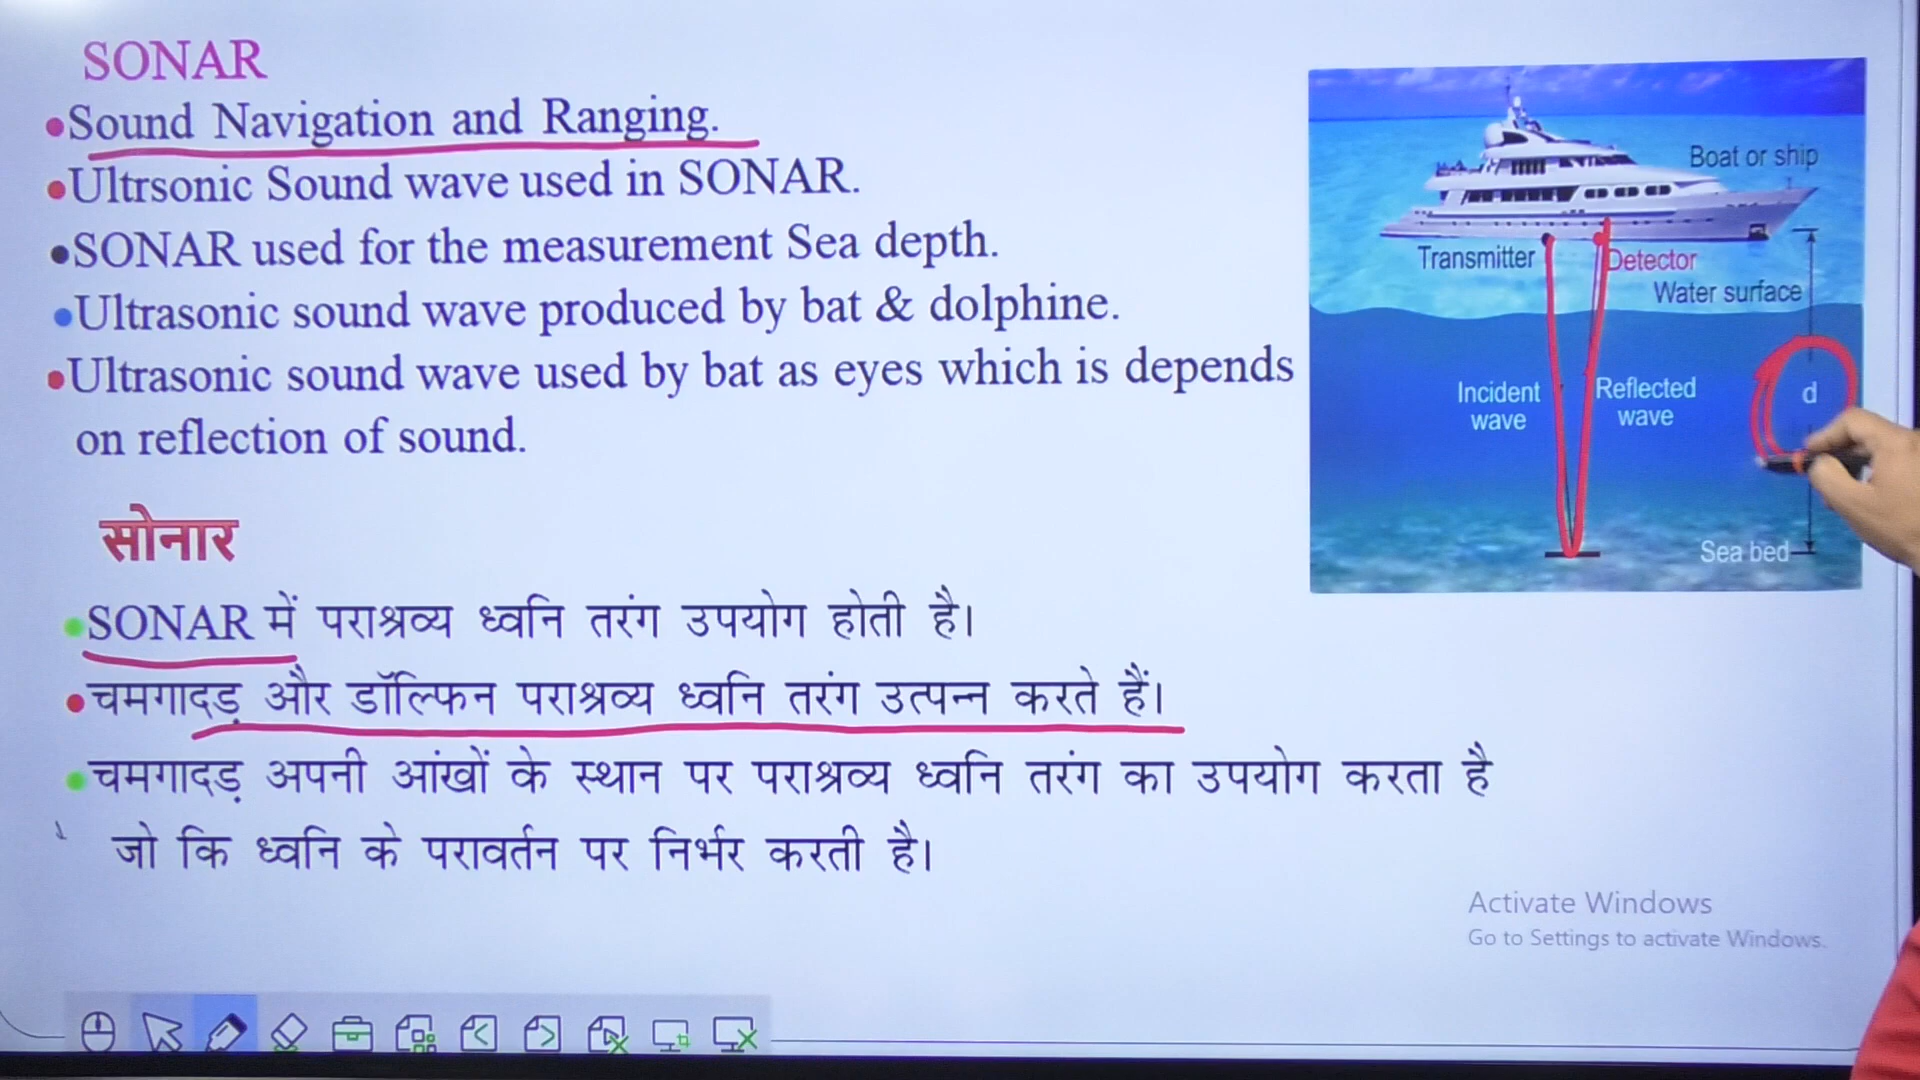 SONAR
•Sound Navigation and Ranging.
•Ultrsonic Sound wave used in SONAR.
•SONAR used for the measurement Sea depth.
•Ultrasonic sound wave produced by bat & dolphine.
•Ultrasonic sound wave used by bat as eyes which is depends
on reflection of sound.
सोनार
•SONAR में पराश्रव्य ध्वनि तरंग उपयोग होती है।
•चमगादड़ और डॉल्फिन पराश्रव्य ध्वनि तरंग उत्पन्न करते हैं।
•चमगादड़ अपनी आंखों के स्थान पर पराश्रव्य ध्वनि तरंग का उपयोग करता है
जो कि ध्वनि के परावर्तन पर निर्भर करती है।
Boat or ship
Transmitter
Detector
Water surface
Incident
wave
Reflected
wave
d
Sea bed
Activate Windows
Go to Settings to activate Windows.